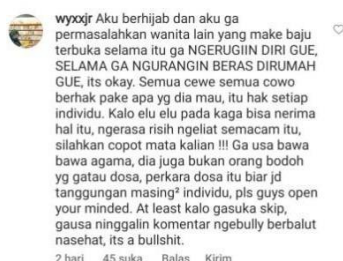 wyxxjr Aku berhijab dan aku ga
permasalahkan wanita lain yang make baju
terbuka selama itu ga NGERUGIIN DIRI GUE,
SELAMA GA NGURANGIN BERAS DIRUMAH
GUE, its okay. Semua cewe semua cowo
berhak pake apa yg dia mau, itu hak setiap
individu. Kalo elu elu pada kaga bisa nerima
hal itu, ngerasa risih ngeliat semacam itu,
silahkan copot mata kalian !!! Ga usa bawa
bawa agama, dia juga bukan orang bodoh
yg gatau dosa, perkara dosa itu biar jd
tanggungan masing² individu, pls guys open
your minded. At least kalo gasuka skip,
gausa ninggalin komentar ngebully berbalut
nasehat, its a bullshit.
2 hari 45 suka Balas Kirim